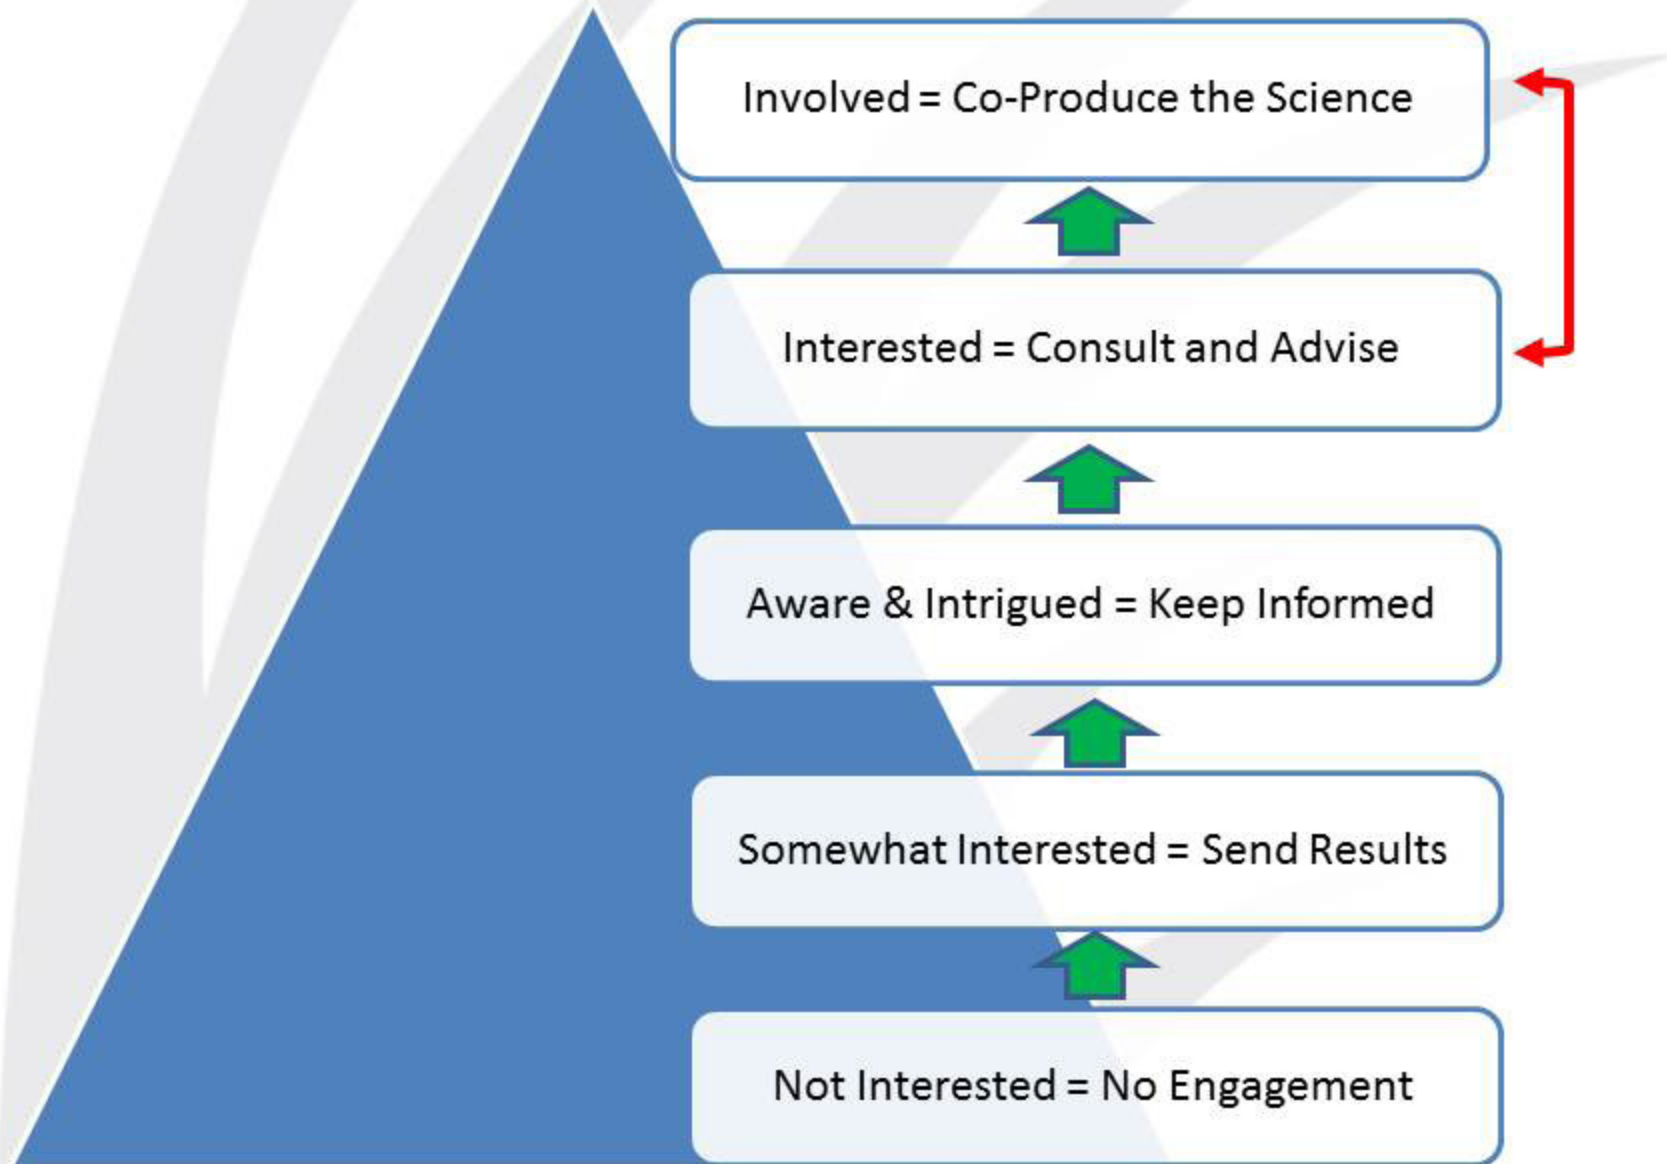 Involved = Co-Produce the Science
Interested = Consult and Advise
Aware & Intrigued = Keep Informed
Somewhat Interested = Send Results
Not Interested = No Engagement